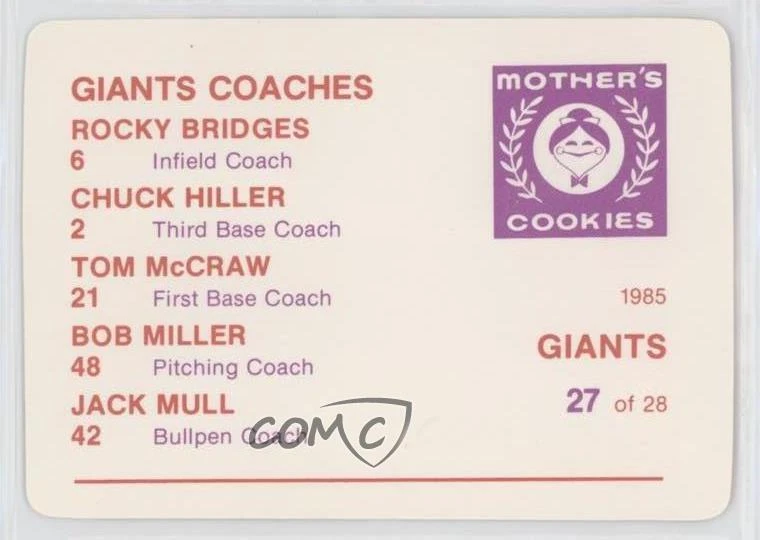 GIANTS COACHES
ROCKY BRIDGES
6 Infield Coach
CHUCK HILLER
2 Third Base Coach
TOM McCRAW
21 First Base Coach
BOB MILLER
48 Pitching Coach
JACK MULL
42 Bullpen Coach
MOTHER'S
COOKIES
1985
GIANTS
27 of 28
COMC